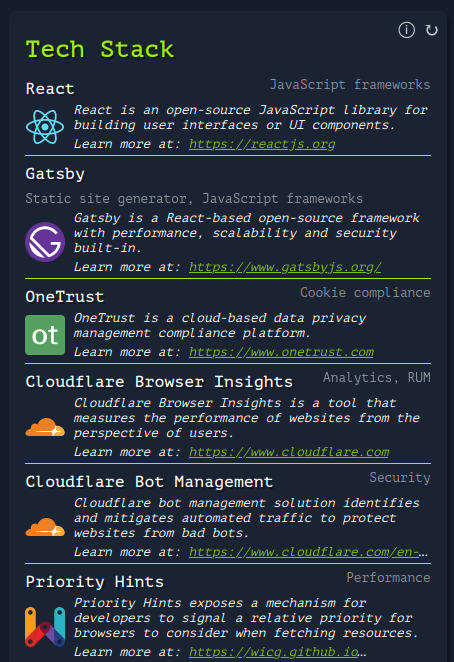 Tech Stack
React
JavaScript frameworks
React is an open-source JavaScript library for
building user interfaces or UI components.
Learn more at: https://reactjs.org
Gatsby
Static site generator, JavaScript frameworks
Gatsby is a React-based open-source framework
with performance, scalability and security
built-in.
Learn more at: https://www.gatsbyjs.org/
OneTrust
Cookie compliance
ot
OneTrust is a cloud-based data privacy
management compliance platform.
Learn more at: https://www.onetrust.com
Cloudflare Browser Insights
Analytics, RUM
Cloudflare Browser Insights is a tool that
measures the performance of websites from the
perspective of users.
Learn more at: https://www.cloudflare.com
Cloudflare Bot Management
Security
Cloudflare bot management solution identifies
and mitigates automated traffic to protect
websites from bad bots.
Learn more at: https://www.cloudflare.com/en-…
Priority Hints
Performance
Priority Hints exposes a mechanism for
developers to signal a relative priority for
browsers to consider when fetching resources.
Learn more at: https://wicg.github.io…